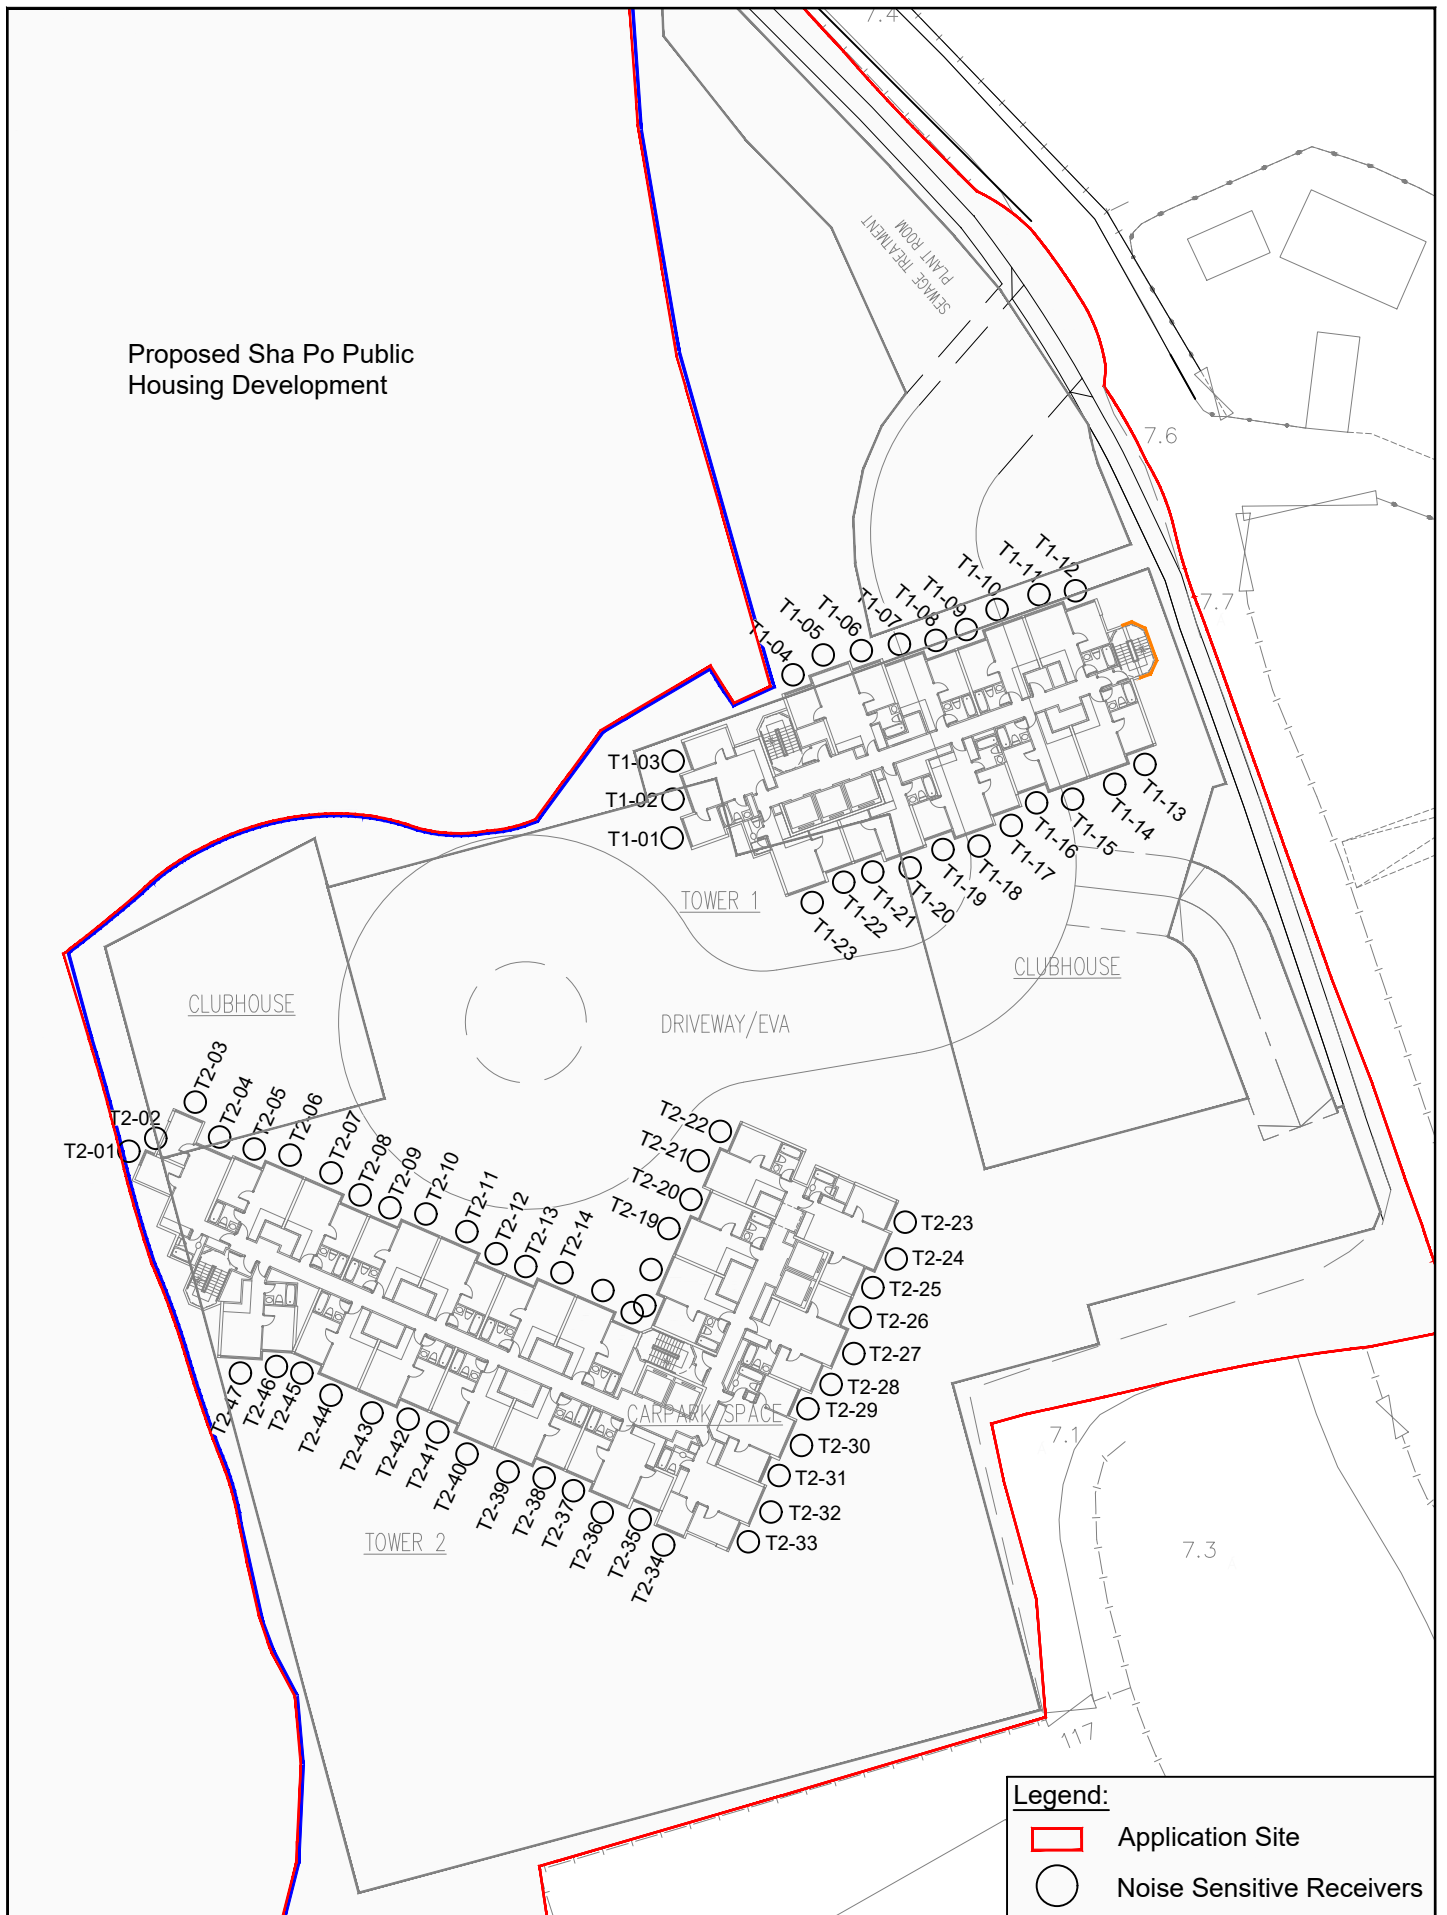 7.4
SEWAGE TREATMENT
PLANT ROOM
Proposed Sha Po Public
Housing Development
7.6
7.7
T1-12
T1-11
T1-10
T1-09
T1-08
T1-07
T1-06
T1-05
T1-04
T1-03
T1-02
T1-01
T1-13
T1-14
T1-15
T1-16
T1-17
T1-18
T1-19
T1-20
T1-21
T1-22
T1-23
TOWER 1
CLUBHOUSE
CLUBHOUSE
DRIVEWAY/EVA
T2-01
T2-02
T2-03
T2-04
T2-05
T2-06
T2-07
T2-08
T2-09
T2-10
T2-11
T2-12
T2-13
T2-14
T2-19
T2-20
T2-21
T2-22
T2-23
T2-24
T2-25
T2-26
T2-27
T2-28
T2-29
T2-30
T2-31
T2-32
T2-33
T2-34
T2-35
T2-36
T2-37
T2-38
T2-39
T2-40
T2-41
T2-42
T2-43
T2-44
T2-45
T2-46
T2-47
CARPARK SPACE
TOWER 2
7.1
7.3
117
Legend:
Application Site
Noise Sensitive Receivers